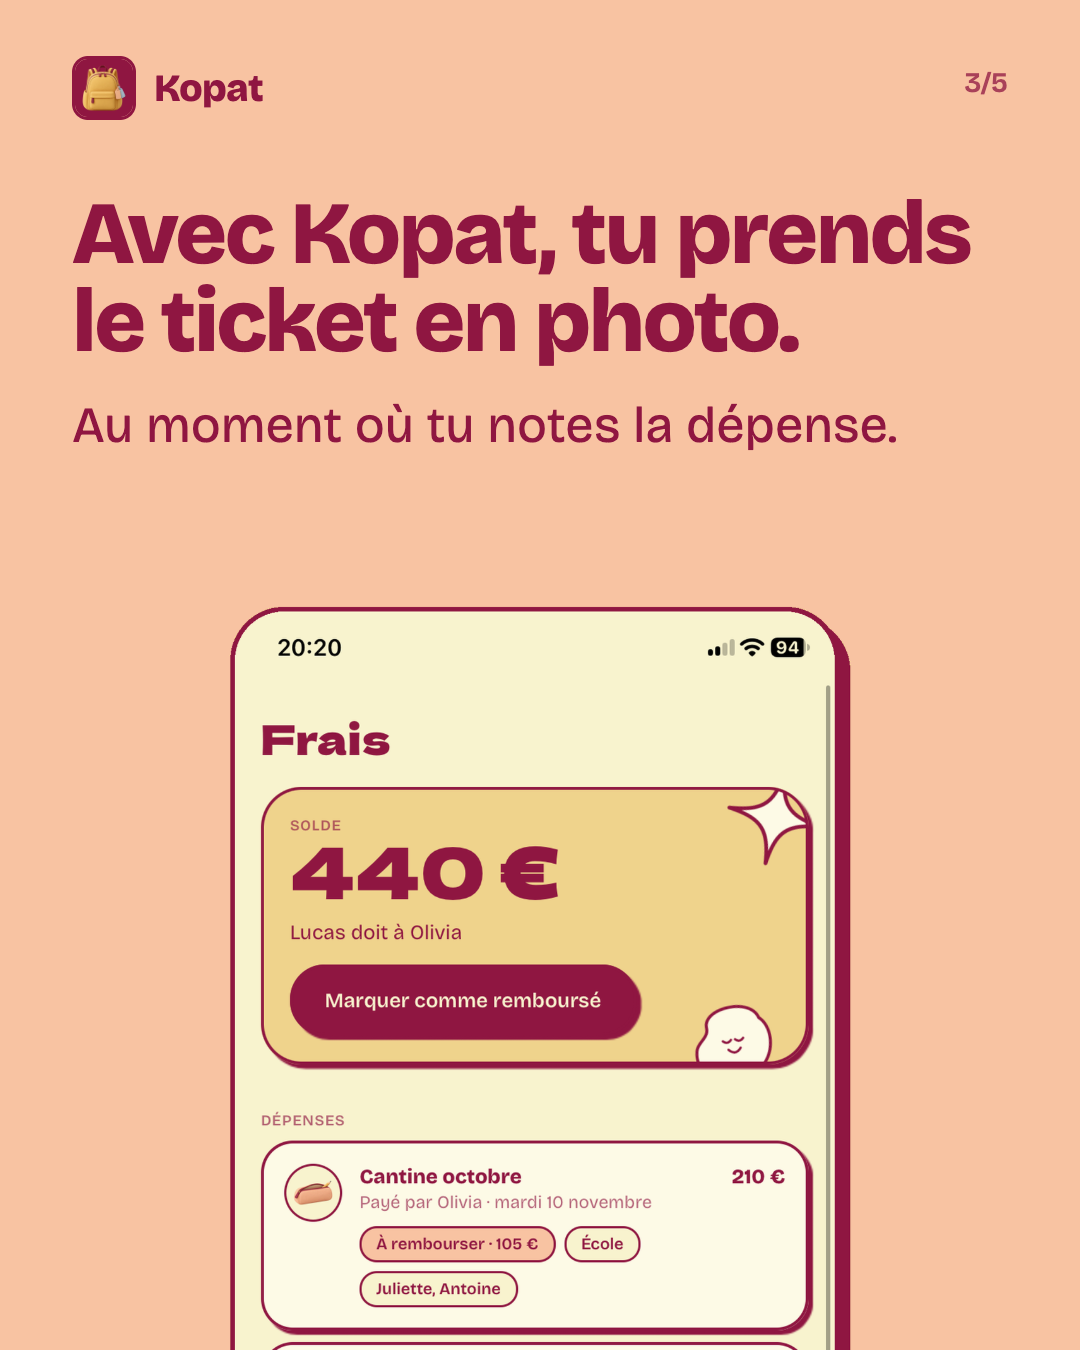 Kopat
3/5
Avec Kopat, tu prends
le ticket en photo.
Au moment où tu notes la dépense.
20:20
94
Frais
SOLDE
440 €
Lucas doit à Olivia
Marquer comme remboursé
DÉPENSES
Cantine octobre
210 €
Payé par Olivia · mardi 10 novembre
À rembourser · 105 €
École
Juliette, Antoine